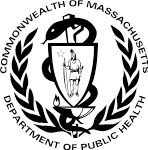 COMMONWEALTH OF MASSACHUSETTS
DEPARTMENT OF PUBLIC HEALTH